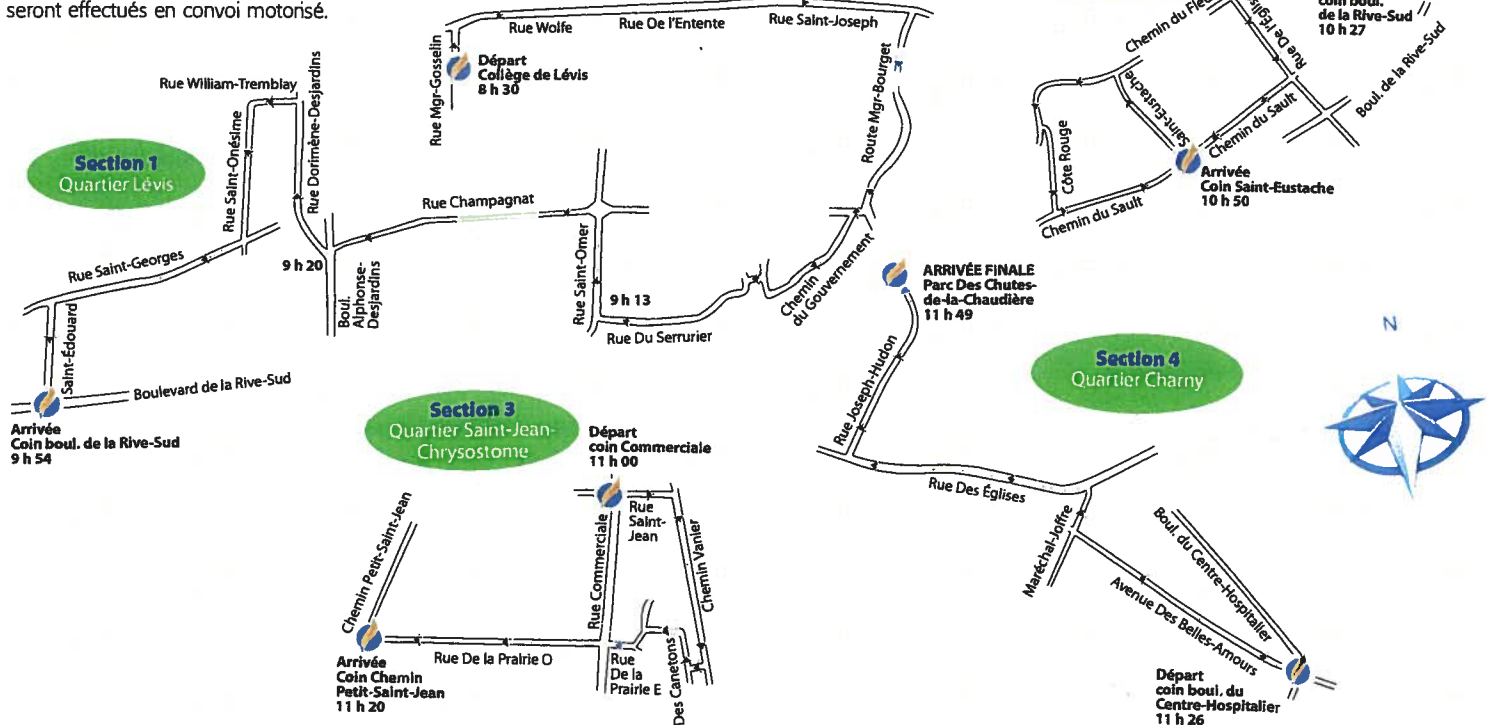 seront effectués en convoi motorisé.
Rue Wolfe
Rue De l'Entente
Rue Saint-Joseph
Rue Mgr-Gosselin
Départ
Collège de Lévis
8 h 30
Route Mgr-Bourget
Rue William-Tremblay
Rue Dorimène-Desjardins
Rue Saint-Onésime
Section 1
Quartier Lévis
Rue Champagnat
Rue Saint-Georges
9 h 20
Boul.
Alphonse-
Desjardins
Rue Saint-Omer
9 h 13
Rue Du Serrurier
Chemin
du Gouvernement
Saint-Édouard
Boulevard de la Rive-Sud
Arrivée
Coin boul. de la Rive-Sud
9 h 54
Chemin du
Rue De l'Église
coin boul.
de la Rive-Sud
10 h 27
Boul. de la Rive-Sud
Saint-Eustache
Chemin du Sault
Côte Rouge
Chemin du Sault
Arrivée
Coin Saint-Eustache
10 h 50
ARRIVÉE FINALE
Parc Des Chutes-
de-la-Chaudière
11 h 49
N
Section 4
Quartier Charny
Rue Joseph-Hudon
Rue Des Églises
Maréchal-Joffre
Boul. du Centre-Hospitalier
Avenue Des Belles-Amours
Départ
coin boul. du
Centre-Hospitalier
11 h 26
Section 3
Quartier Saint-Jean-
Chrysostome
Départ
coin Commerciale
11 h 00
Rue
Saint-
Jean
Chemin Vanier
Rue Commerciale
Chemin Petit-Saint-Jean
Rue De la Prairie O
Rue
De la
Prairie E
Des Canetons
Arrivée
Coin Chemin
Petit-Saint-Jean
11 h 20